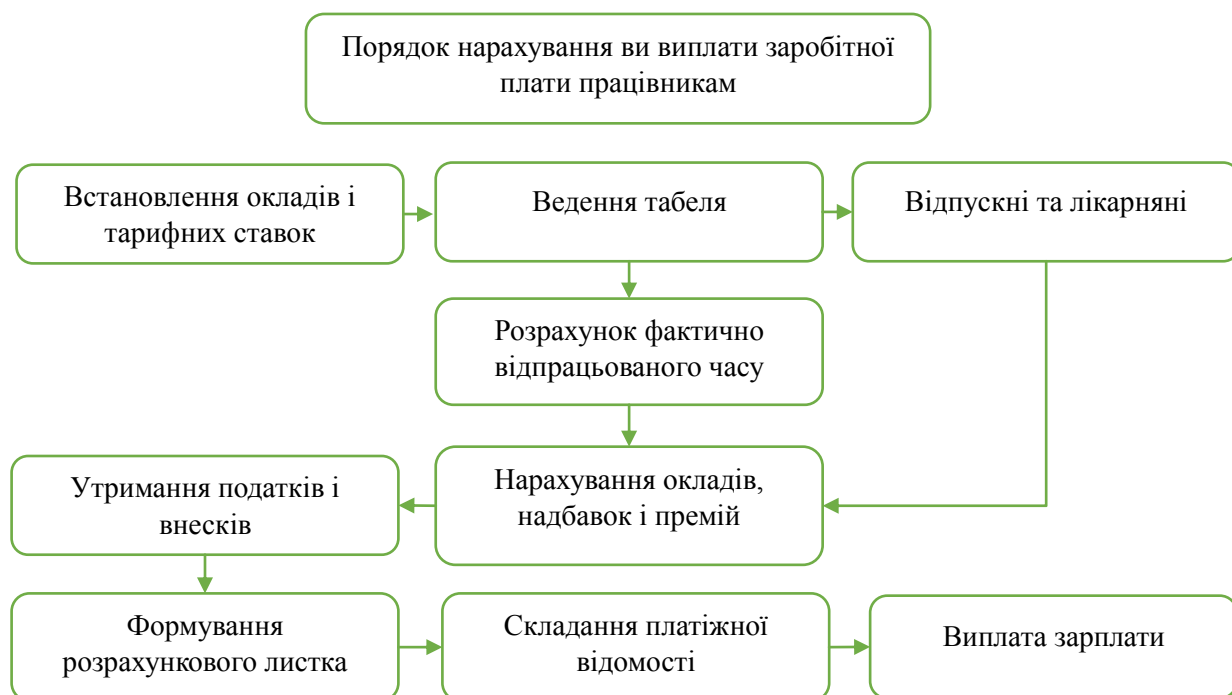 Порядок нарахування ви виплати заробітної
плати працівникам
Встановлення окладів і
тарифних ставок
Ведення табеля
Відпускні та лікарняні
Розрахунок фактично
відпрацьованого часу
Утримання податків і
внесків
Нарахування окладів,
надбавок і премій
Формування
розрахункового листка
Складання платіжної
відомості
Виплата зарплати